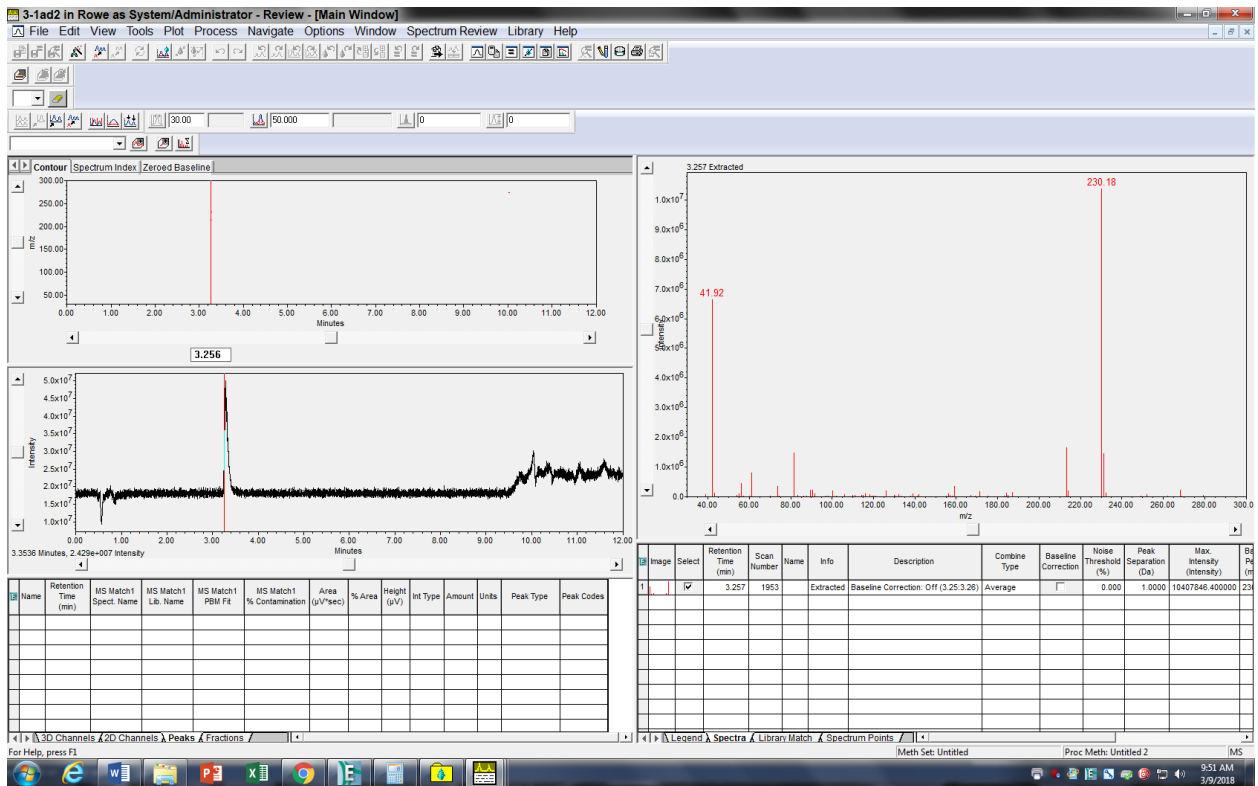 3-1ad2 in Rowe as System/Administrator - Review - [Main Window]
File Edit View Tools Plot Process Navigate Options Window Spectrum Review Library Help
30.00 50.000 0 0
Contour Spectrum Index Zeroed Baseline
300.00
250.00
200.00
150.00
100.00
50.00
m/z
0.00 1.00 2.00 3.00 4.00 5.00 6.00 7.00 8.00 9.00 10.00 11.00 12.00
Minutes
3.256
5.0x10^7
4.5x10^7
4.0x10^7
3.5x10^7
3.0x10^7
2.5x10^7
2.0x10^7
1.5x10^7
1.0x10^7
Intensity
0.00 1.00 2.00 3.00 4.00 5.00 6.00 7.00 8.00 9.00 10.00 11.00 12.00
Minutes
3.3536 Minutes, 2.429e+007 Intensity
Name Retention Time (min) MS Match1 Spect. Name MS Match1 Lib. Name MS Match1 PBM Fit MS Match1 % Contamination Area (µV*sec) % Area Height (µV) Int Type Amount Units Peak Type Peak Codes
3D Channels 2D Channels Peaks Fractions
3.257 Extracted
230.18
41.92
1.0x10^7
9.0x10^6
8.0x10^6
7.0x10^6
6.0x10^6
5.0x10^6
4.0x10^6
3.0x10^6
2.0x10^6
1.0x10^6
0.0
Intensity
40.00 60.00 80.00 100.00 120.00 140.00 160.00 180.00 200.00 220.00 240.00 260.00 280.00 300.0
m/z
Image Select Retention Time (min) Scan Number Name Info Description Combine Type Baseline Correction Noise Threshold (%) Peak Separation (Da) Max. Intensity (Intensity)
1 3.257 1953 Extracted Baseline Correction: Off (3.25:3.26) Average 0.000 1.0000 10407846.400000
Legend Spectra Library Match Spectrum Points
For Help, press F1
Meth Set: Untitled Proc Meth: Untitled 2 MS
9:51 AM
3/9/2018